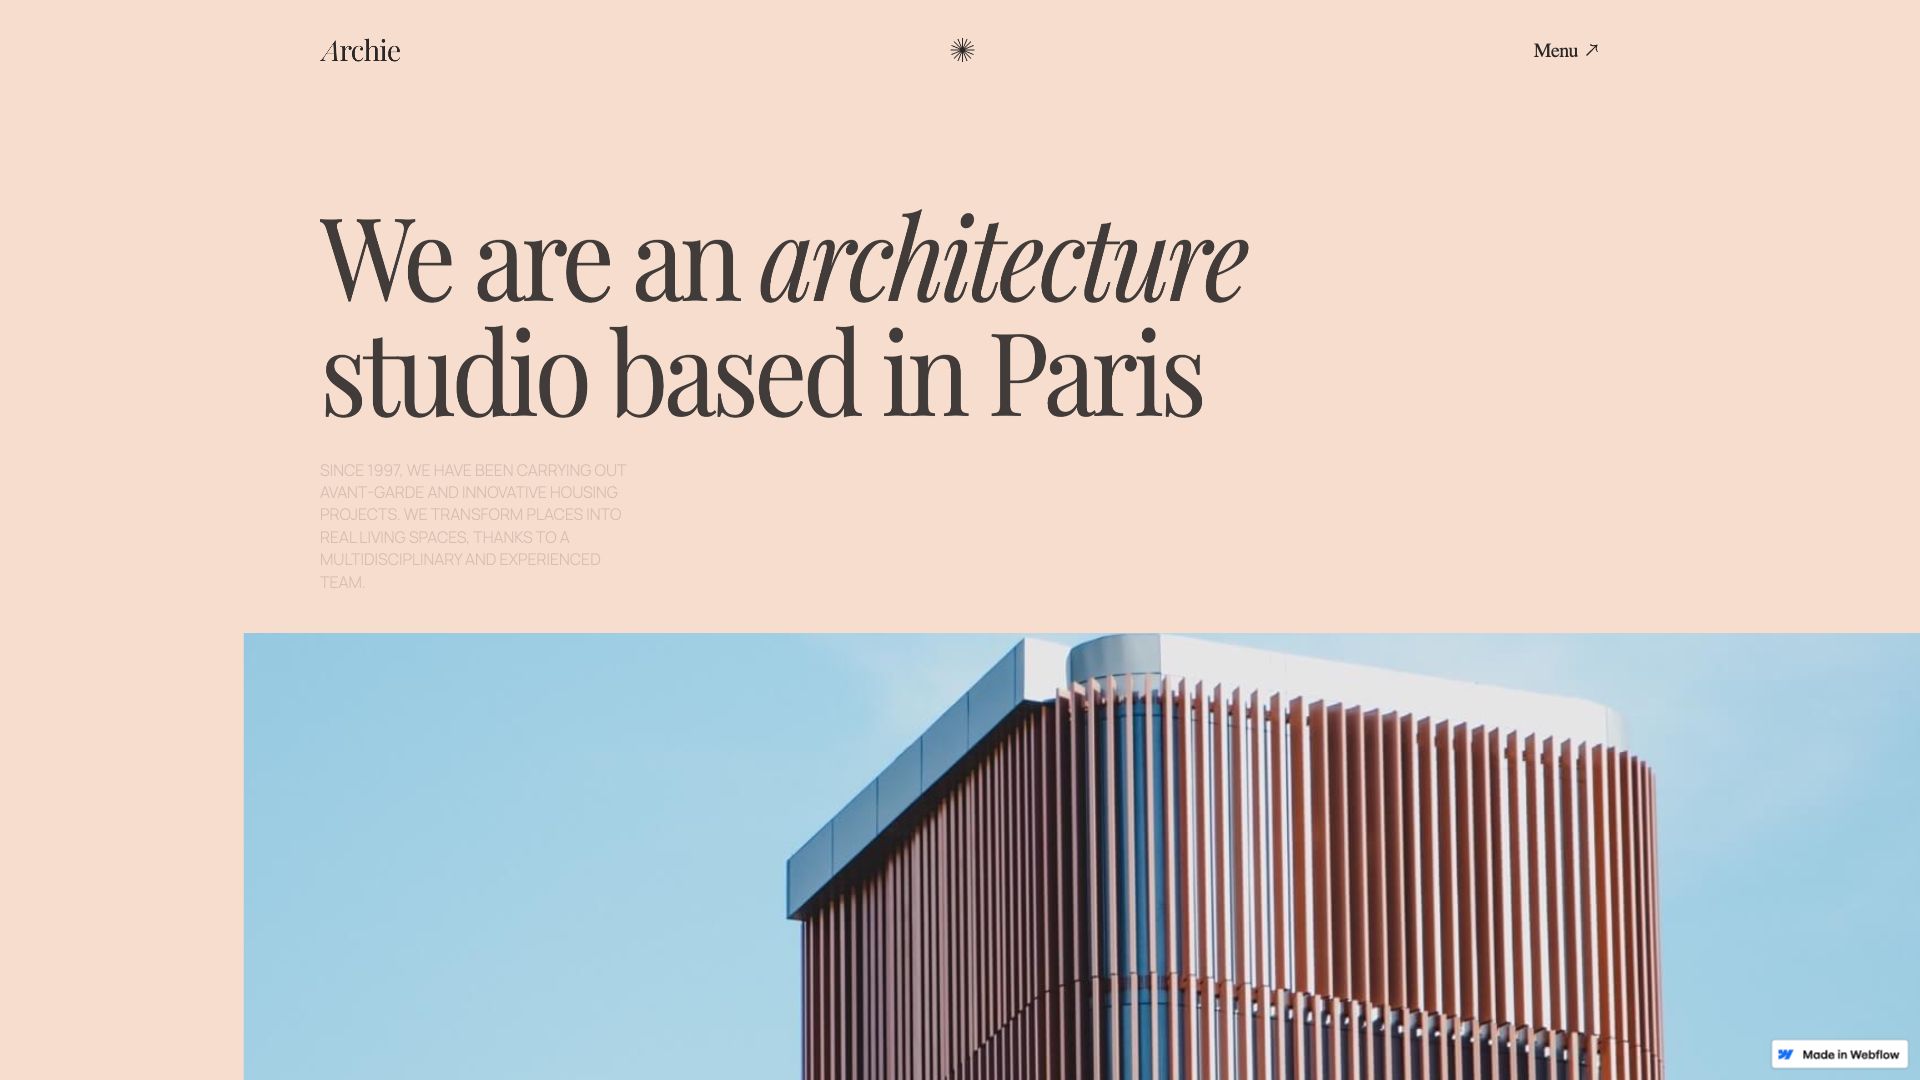 Archie
Menu ↗
We are an architecture
studio based in Paris
SINCE 1997, WE HAVE BEEN CARRYING OUT
AVANT-GARDE AND INNOVATIVE HOUSING
PROJECTS. WE TRANSFORM PLACES INTO
REAL LIVING SPACES, THANKS TO A
MULTIDISCIPLINARY AND EXPERIENCED
TEAM.
Made in Webflow